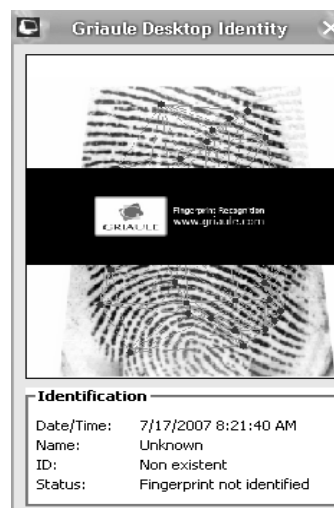 Griaule Desktop Identity
Fingerprint Recognition
GRIAULE
www.griaule.com
Identification
Date/Time: 7/17/2007 8:21:40 AM
Name: Unknown
ID: Non existent
Status: Fingerprint not identified